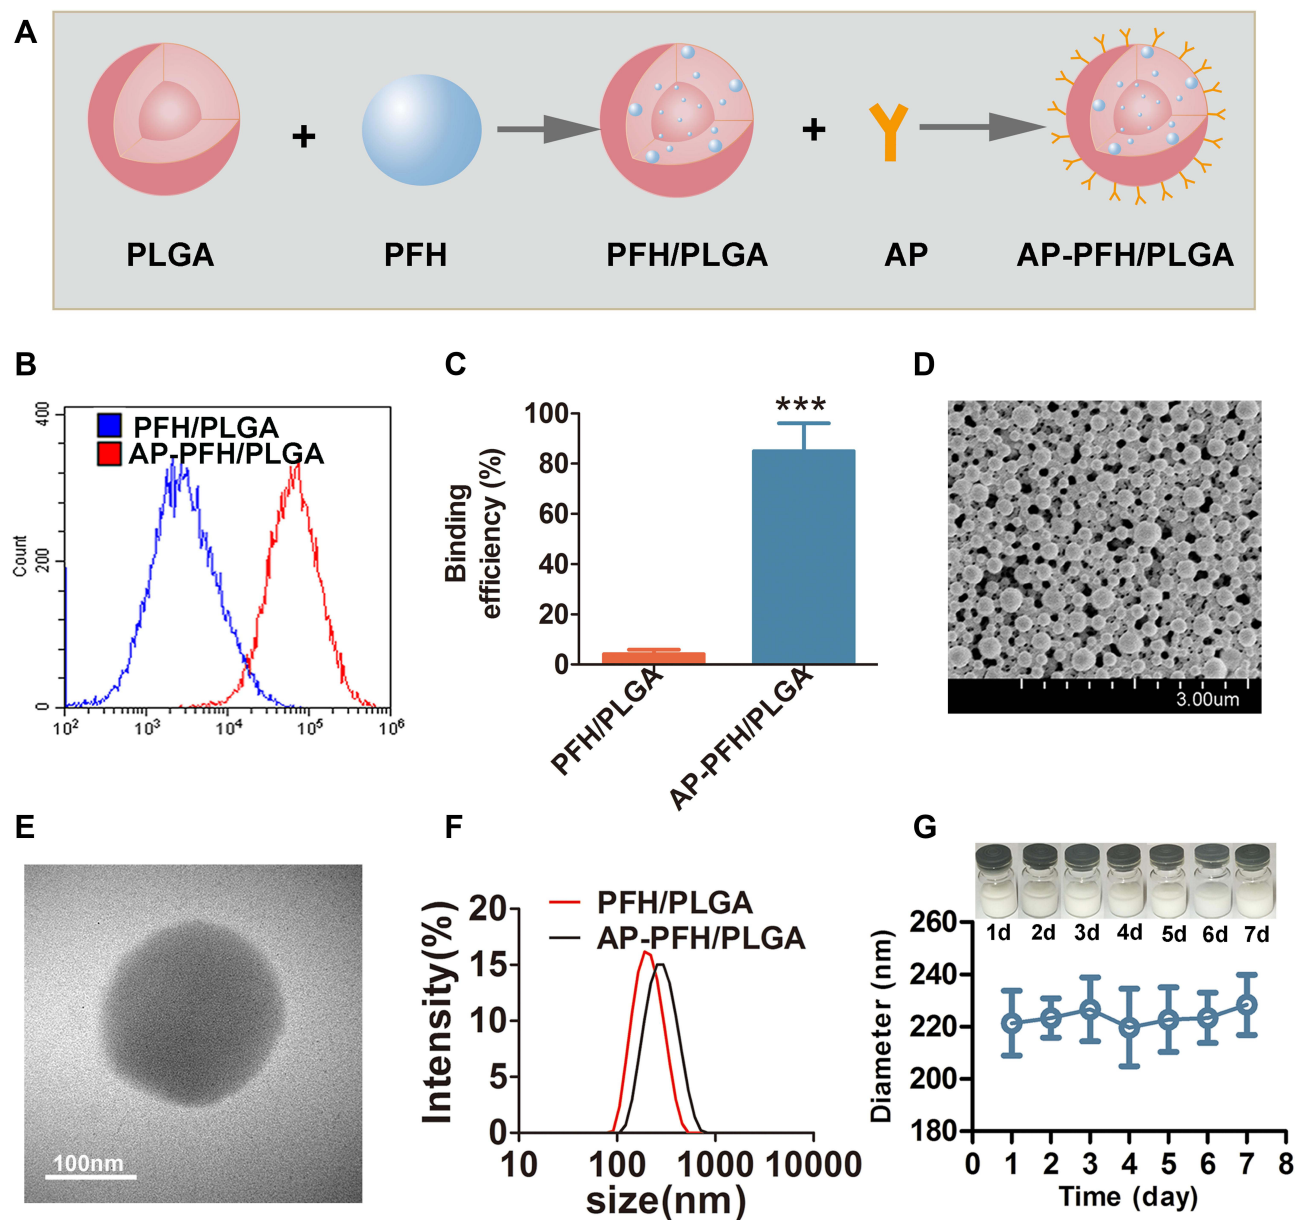 A
+
+
PLGA
PFH
PFH/PLGA
AP
AP-PFH/PLGA
B
PFH/PLGA
AP-PFH/PLGA
400
200
0
Count
10²
10³
10⁴
10⁵
10⁶
C
***
100
80
60
40
20
0
Binding
efficiency (%)
PFH/PLGA
AP-PFH/PLGA
D
3.00um
E
100nm
F
PFH/PLGA
AP-PFH/PLGA
20
15
10
5
0
Intensity(%)
10
100
1000
10000
size(nm)
G
1d
2d
3d
4d
5d
6d
7d
260
240
220
200
180
Diameter (nm)
0
1
2
3
4
5
6
7
8
Time (day)